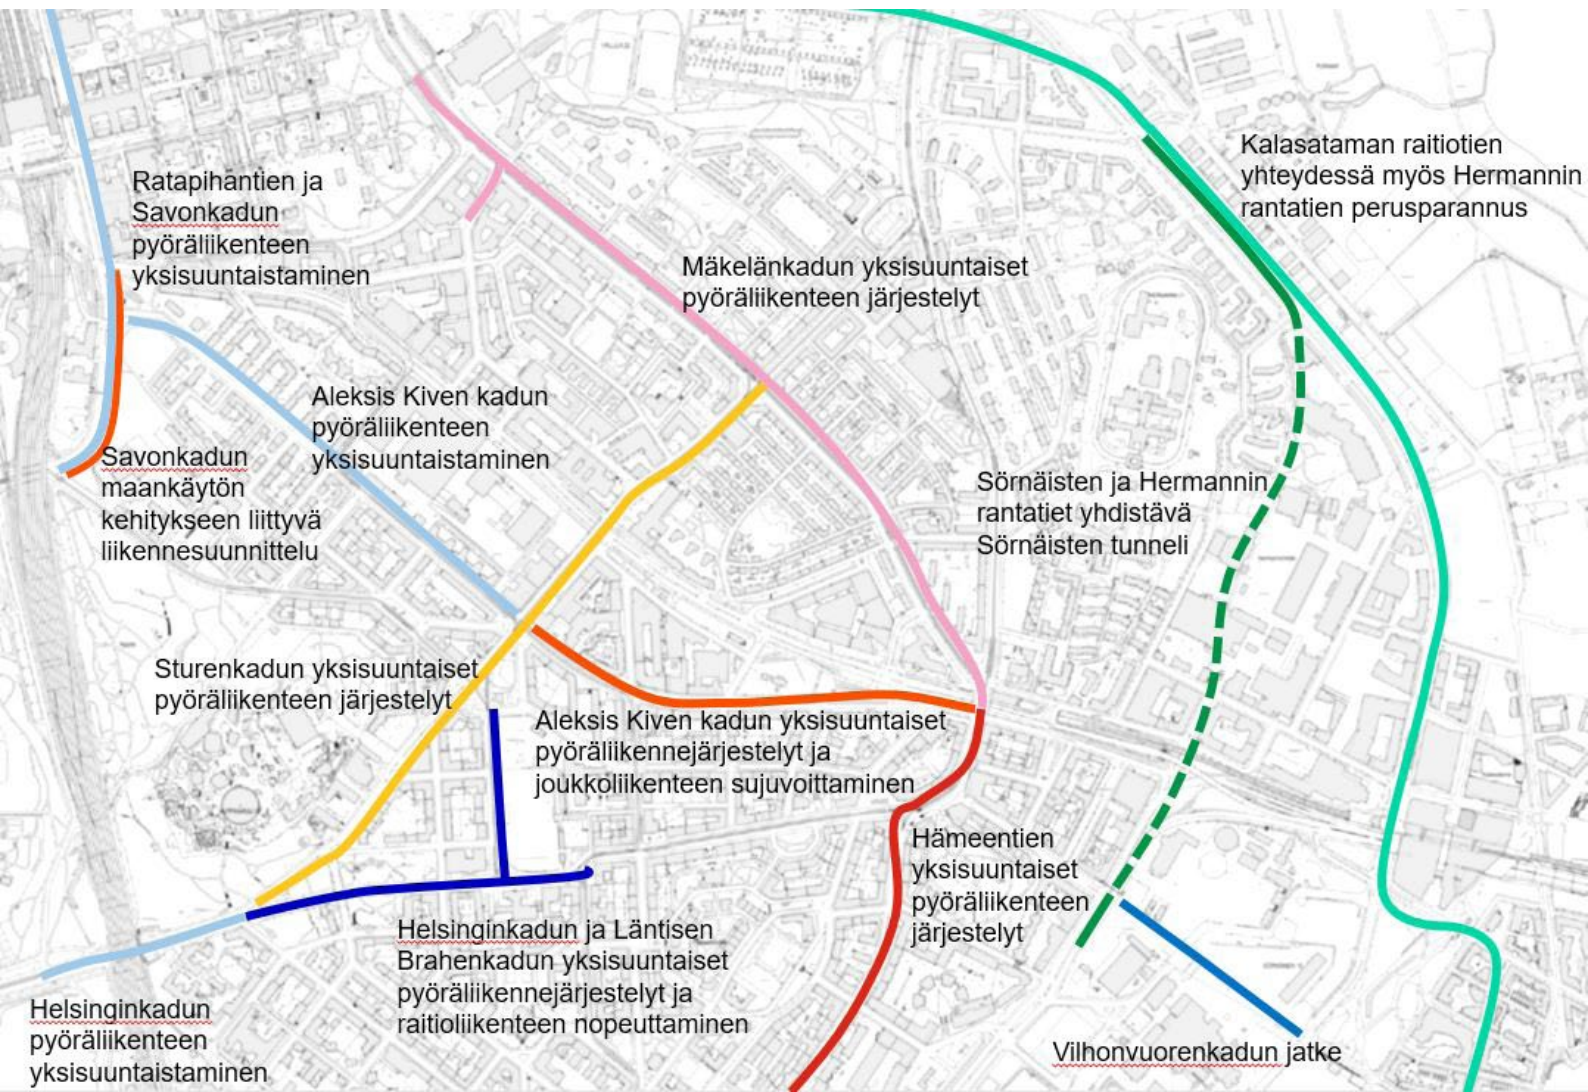 Kalasataman raitiotien
yhteydessä myös Hermannin
rantatien perusparannus
Ratapihantien ja
Savonkadun
pyöräliikenteen
yksisuuntaistaminen
Mäkelänkadun yksisuuntaiset
pyöräliikenteen järjestelyt
Aleksis Kiven kadun
pyöräliikenteen
yksisuuntaistaminen
Savonkadun
maankäytön
kehitykseen liittyvä
liikennesuunnittelu
Sörnäisten ja Hermannin
rantatiet yhdistävä
Sörnäisten tunneli
Sturenkadun yksisuuntaiset
pyöräliikenteen järjestelyt
Aleksis Kiven kadun yksisuuntaiset
pyöräliikennejärjestelyt ja
joukkoliikenteen sujuvoittaminen
Hämeentien
yksisuuntaiset
pyöräliikenteen
järjestelyt
Helsinginkadun ja Läntisen
Brahenkadun yksisuuntaiset
pyöräliikennejärjestelyt ja
raitioliikenteen nopeuttaminen
Helsinginkadun
pyöräliikenteen
yksisuuntaistaminen
Vilhonvuorenkadun jatke